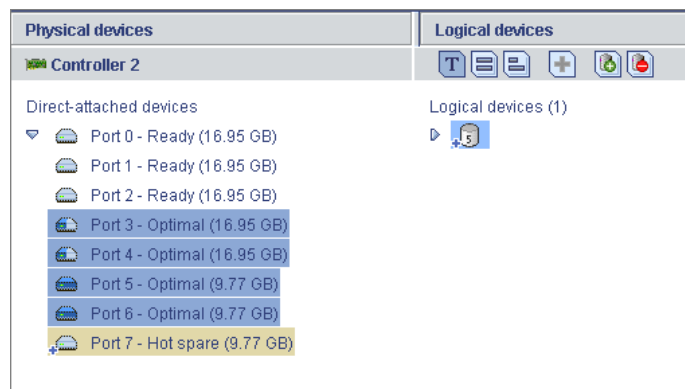 Physical devices
Logical devices
Controller 2
T
Direct-attached devices
Logical devices (1)
Port 0 - Ready (16.95 GB)
5
Port 1 - Ready (16.95 GB)
Port 2 - Ready (16.95 GB)
Port 3 - Optimal (16.95 GB)
Port 4 - Optimal (16.95 GB)
Port 5 - Optimal (9.77 GB)
Port 6 - Optimal (9.77 GB)
Port 7 - Hot spare (9.77 GB)